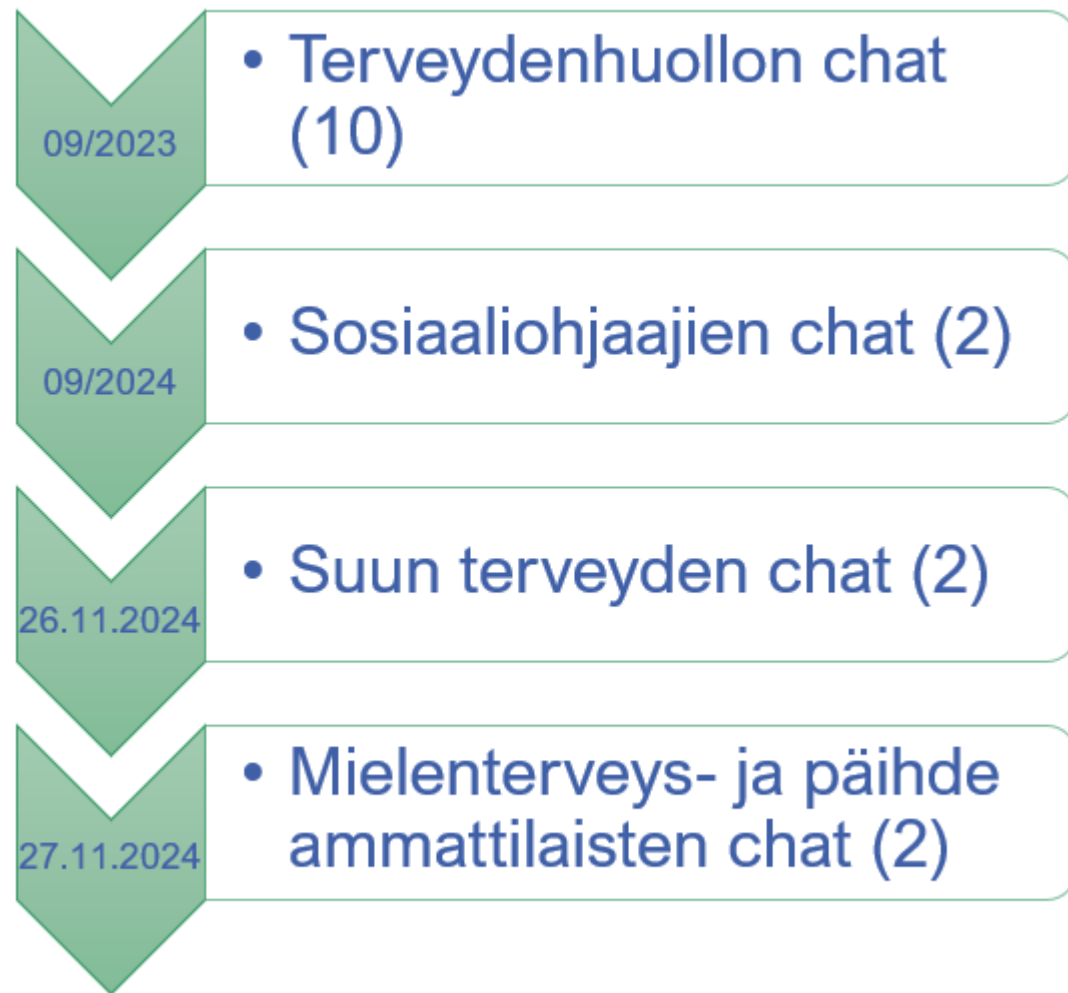 09/2023
• Terveydenhuollon chat
(10)
09/2024
• Sosiaaliohjaajien chat (2)
26.11.2024
• Suun terveyden chat (2)
27.11.2024
• Mielenterveys- ja päihde
ammattilaisten chat (2)